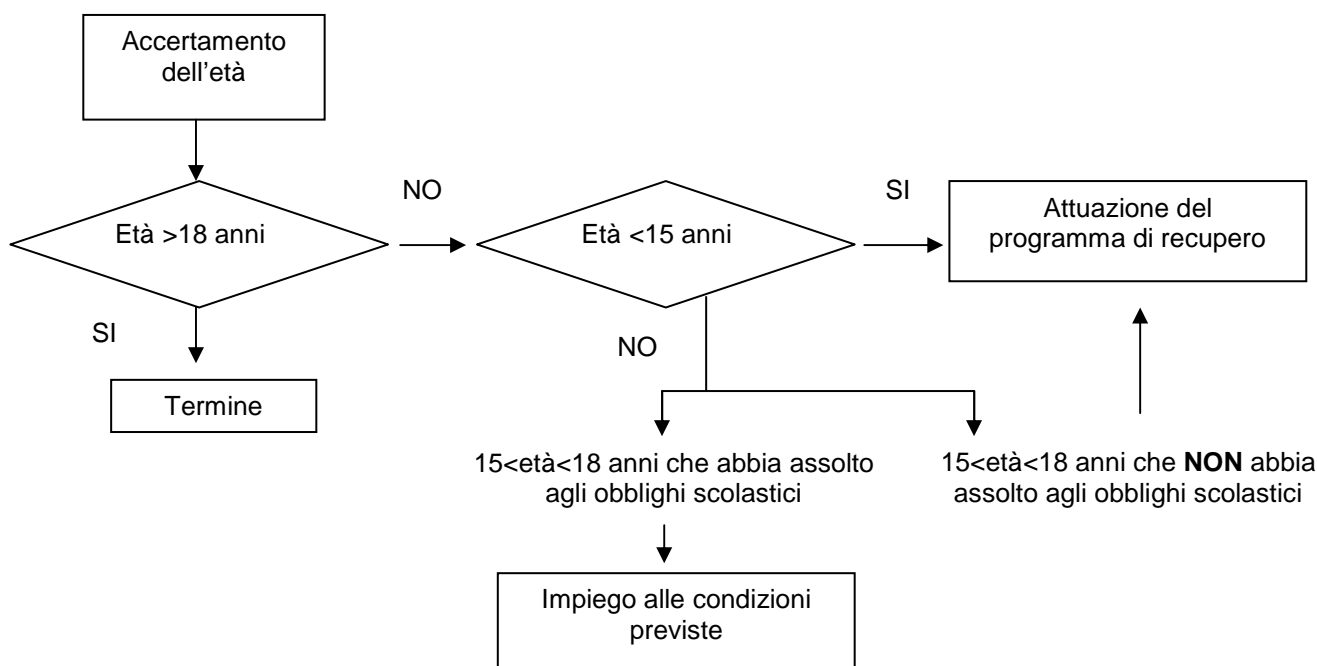 Accertamento
dell'età
Età >18 anni
NO
Età <15 anni
SI
Attuazione del
programma di recupero
SI
Termine
NO
15<età<18 anni che abbia assolto
agli obblighi scolastici
15<età<18 anni che NON abbia
assolto agli obblighi scolastici
Impiego alle condizioni
previste